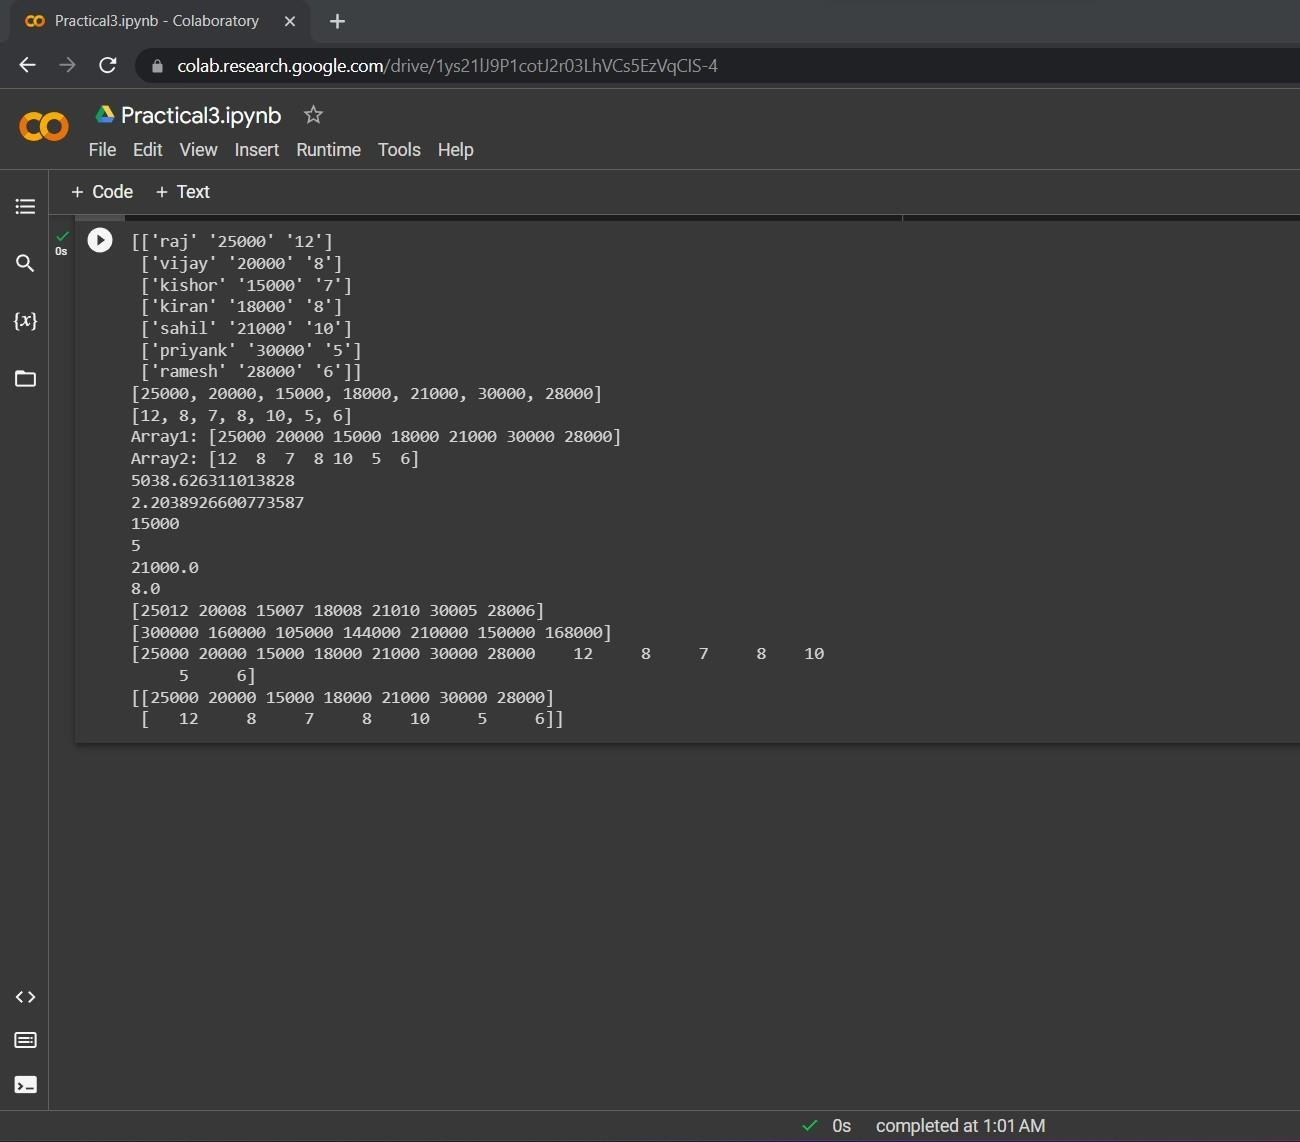 Practical3.ipynb - Colaboratory
colab.research.google.com/drive/1ys21lJ9P1cotJ2r03LhVCs5EzVqCIS-4
Practical3.ipynb
File Edit View Insert Runtime Tools Help
+ Code + Text
0s
[['raj' '25000' '12']
['vijay' '20000' '8']
['kishor' '15000' '7']
['kiran' '18000' '8']
['sahil' '21000' '10']
['priyank' '30000' '5']
['ramesh' '28000' '6']]
[25000, 20000, 15000, 18000, 21000, 30000, 28000]
[12, 8, 7, 8, 10, 5, 6]
Array1: [25000 20000 15000 18000 21000 30000 28000]
Array2: [12 8 7 8 10 5 6]
5038.626311013828
2.2038926600773587
15000
5
21000.0
8.0
[25012 20008 15007 18008 21010 30005 28006]
[300000 160000 105000 144000 210000 150000 168000]
[25000 20000 15000 18000 21000 30000 28000 12 8 7 8 10
5 6]
[[25000 20000 15000 18000 21000 30000 28000]
[ 12 8 7 8 10 5 6]]
{x}
0s completed at 1:01 AM